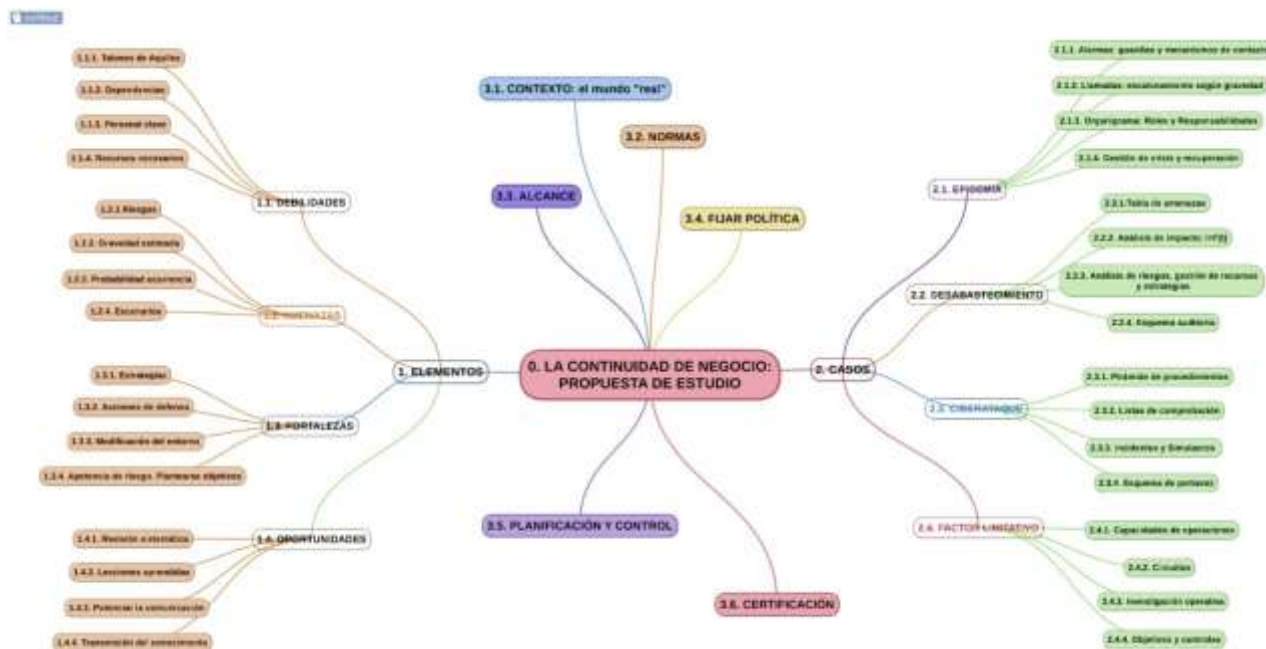 0. LA CONTINUIDAD DE NEGOCIO:
PROPUESTA DE ESTUDIO
1. ELEMENTOS
1.1. DEBILIDADES
1.1.1. Talones de Aquiles
1.1.2. Dependencias
1.1.3. Personal clave
1.1.4. Recursos necesarios
1.2. AMENAZAS
1.2.1 Riesgos
1.2.2. Gravedad estimada
1.2.3. Probabilidad ocurrencia
1.2.4. Escenarios
1.3. FORTALEZAS
1.3.1. Estrategias
1.3.2. Acciones de defensa
1.3.3. Modificación del entorno
1.3.4. Apetencia de riesgo. Plantearse objetivos
1.4. OPORTUNIDADES
1.4.1. Revisión sistemática
1.4.2. Lecciones aprendidas
1.4.3. Potenciar la comunicación
1.4.4. Transmisión del conocimiento
2. CASOS
2.1. EPIDEMIA
2.1.1. Alarmas: guardias y mecanismos de contacto
2.1.2. Llamadas: escalonamiento según gravedad
2.1.3. Organigrama: Roles y Responsabilidades
2.1.4. Gestión de crisis y recuperación
2.2. DESABASTECIMIENTO
2.2.1. Tabla de amenazas
2.2.2. Análisis de impacto:
2.2.3. Análisis de riesgos, gestión de recursos
y estrategias
2.2.4. Esquema auditoría
2.3. CIBERATAQUE
2.3.1. Pirámide de procedimientos
2.3.2. Listas de comprobación
2.3.3. Incidentes y Simulacros
2.3.4. Esquema de
2.4. FACTOR LIMITATIVO
2.4.1. Capacidades de operaciones
2.4.2. Circuitos
2.4.3. Investigación operativa
2.4.4. Objetivos y controles
3.1. CONTEXTO: el mundo "real"
3.2. NORMAS
3.3. ALCANCE
3.4. FIJAR POLÍTICA
3.5. PLANIFICACIÓN Y CONTROL
3.6. CERTIFICACIÓN